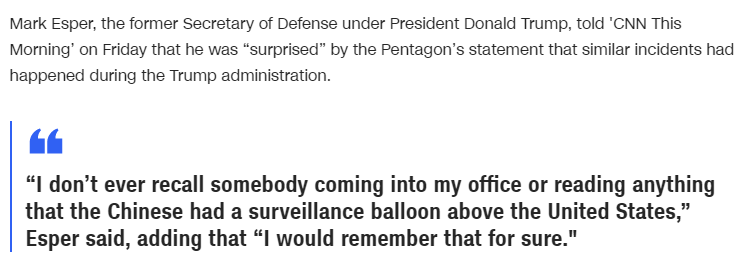 Mark Esper, the former Secretary of Defense under President Donald Trump, told 'CNN This
Morning’ on Friday that he was “surprised” by the Pentagon’s statement that similar incidents had
happened during the Trump administration.
“I don’t ever recall somebody coming into my office or reading anything
that the Chinese had a surveillance balloon above the United States,”
Esper said, adding that “I would remember that for sure."